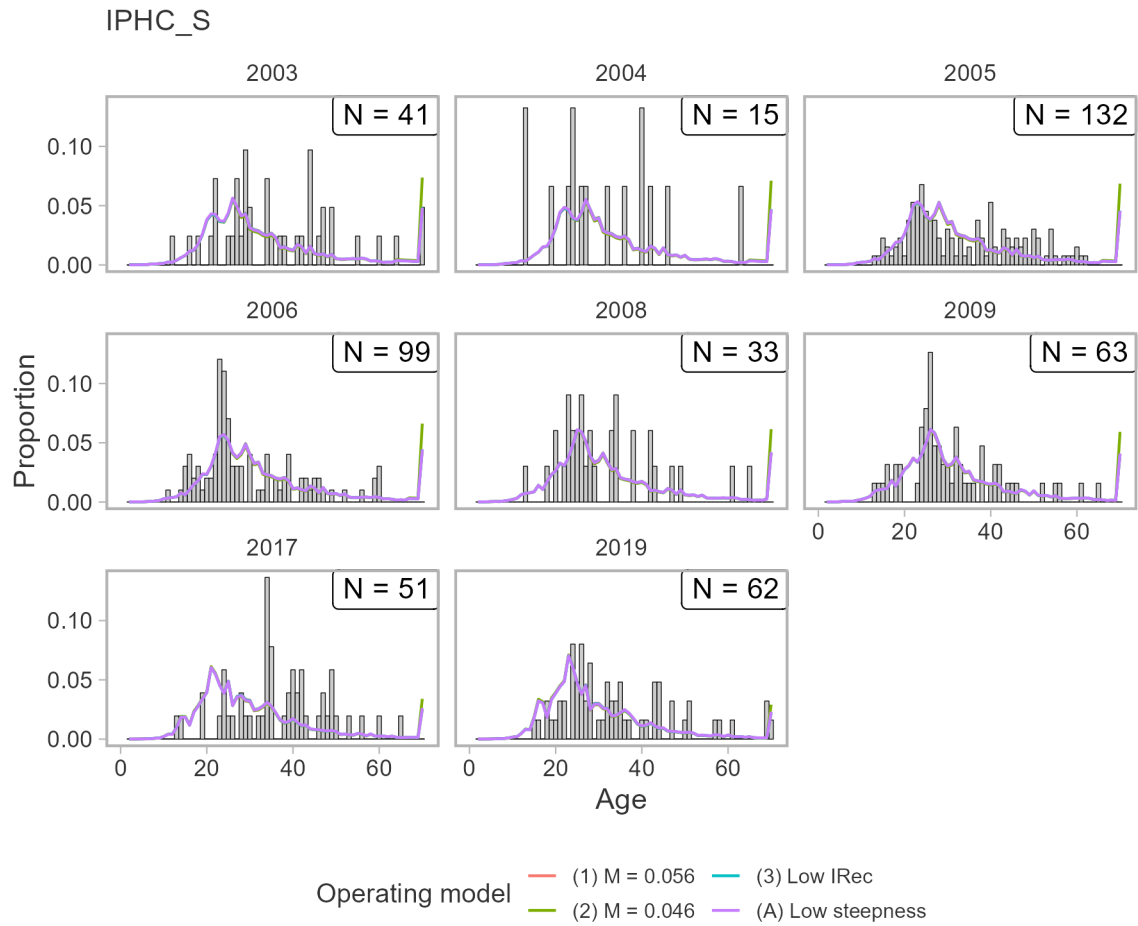 IPHC_S
2003 2004 2005
N = 41 N = 15 N = 132
0.10
0.05
0.00
2006 2008 2009
N = 99 N = 33 N = 63
0.10
0.05
0.00
0 20 40 60
2017 2019
N = 51 N = 62
0.10
0.05
0.00
0 20 40 60 0 20 40 60
Proportion
Age
Operating model
(1) M = 0.056 (3) Low IRec
(2) M = 0.046 (A) Low steepness